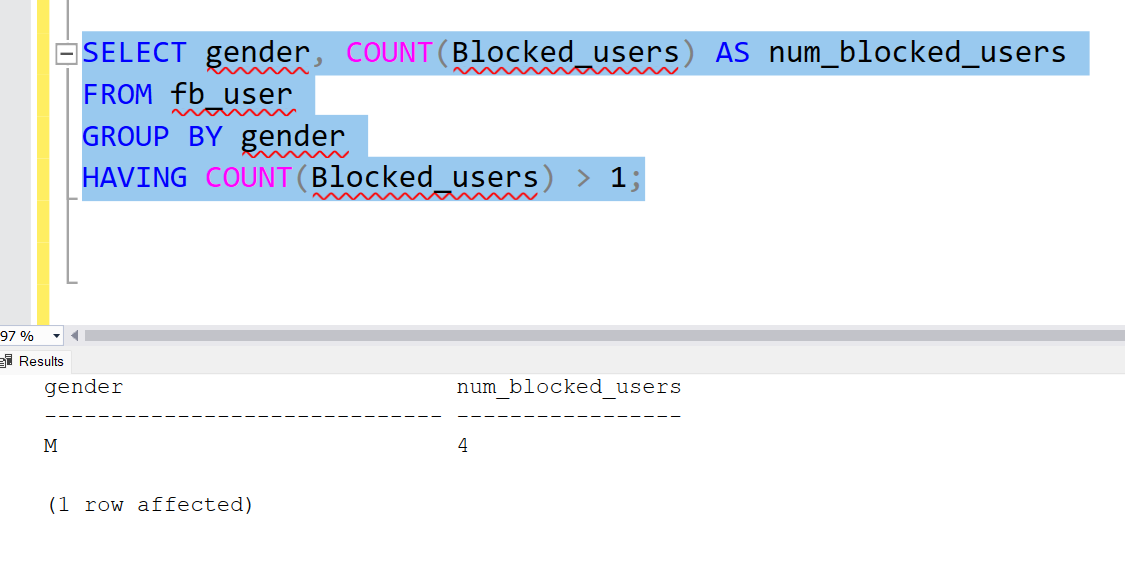 SELECT gender, COUNT(Blocked_users) AS num_blocked_users
FROM fb_user
GROUP BY gender
HAVING COUNT(Blocked_users) > 1;
97 %
Results
gender num_blocked_users
------------------------------ -----------------
M 4
(1 row affected)